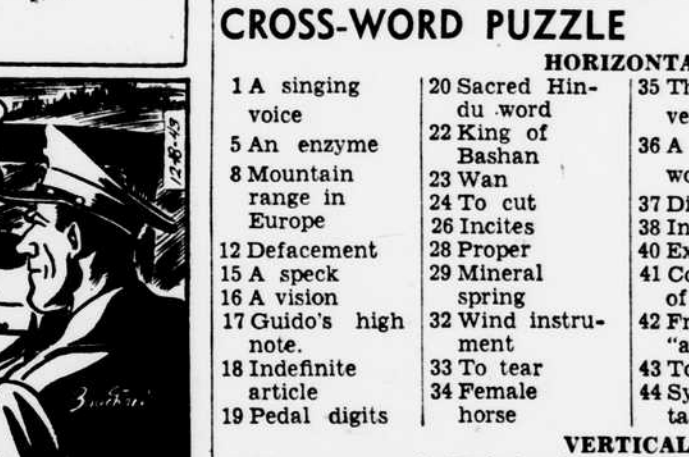 CROSS-WORD PUZZLE
HORIZONTA
1 A singing
voice
5 An enzyme
8 Mountain
range in
Europe
12 Defacement
15 A speck
16 A vision
17 Guido's high
note.
18 Indefinite
article
19 Pedal digits
20 Sacred Hin-
du word
22 King of
Bashan
23 Wan
24 To cut
26 Incites
28 Proper
29 Mineral
spring
32 Wind instru-
ment
33 To tear
34 Female
horse
35 Th
ve
36 A
wo
37 Di
38 In
40 Ex
41 Co
of
42 Fr
"a
43 To
44 Sy
ta
VERTICAL
12-18-43